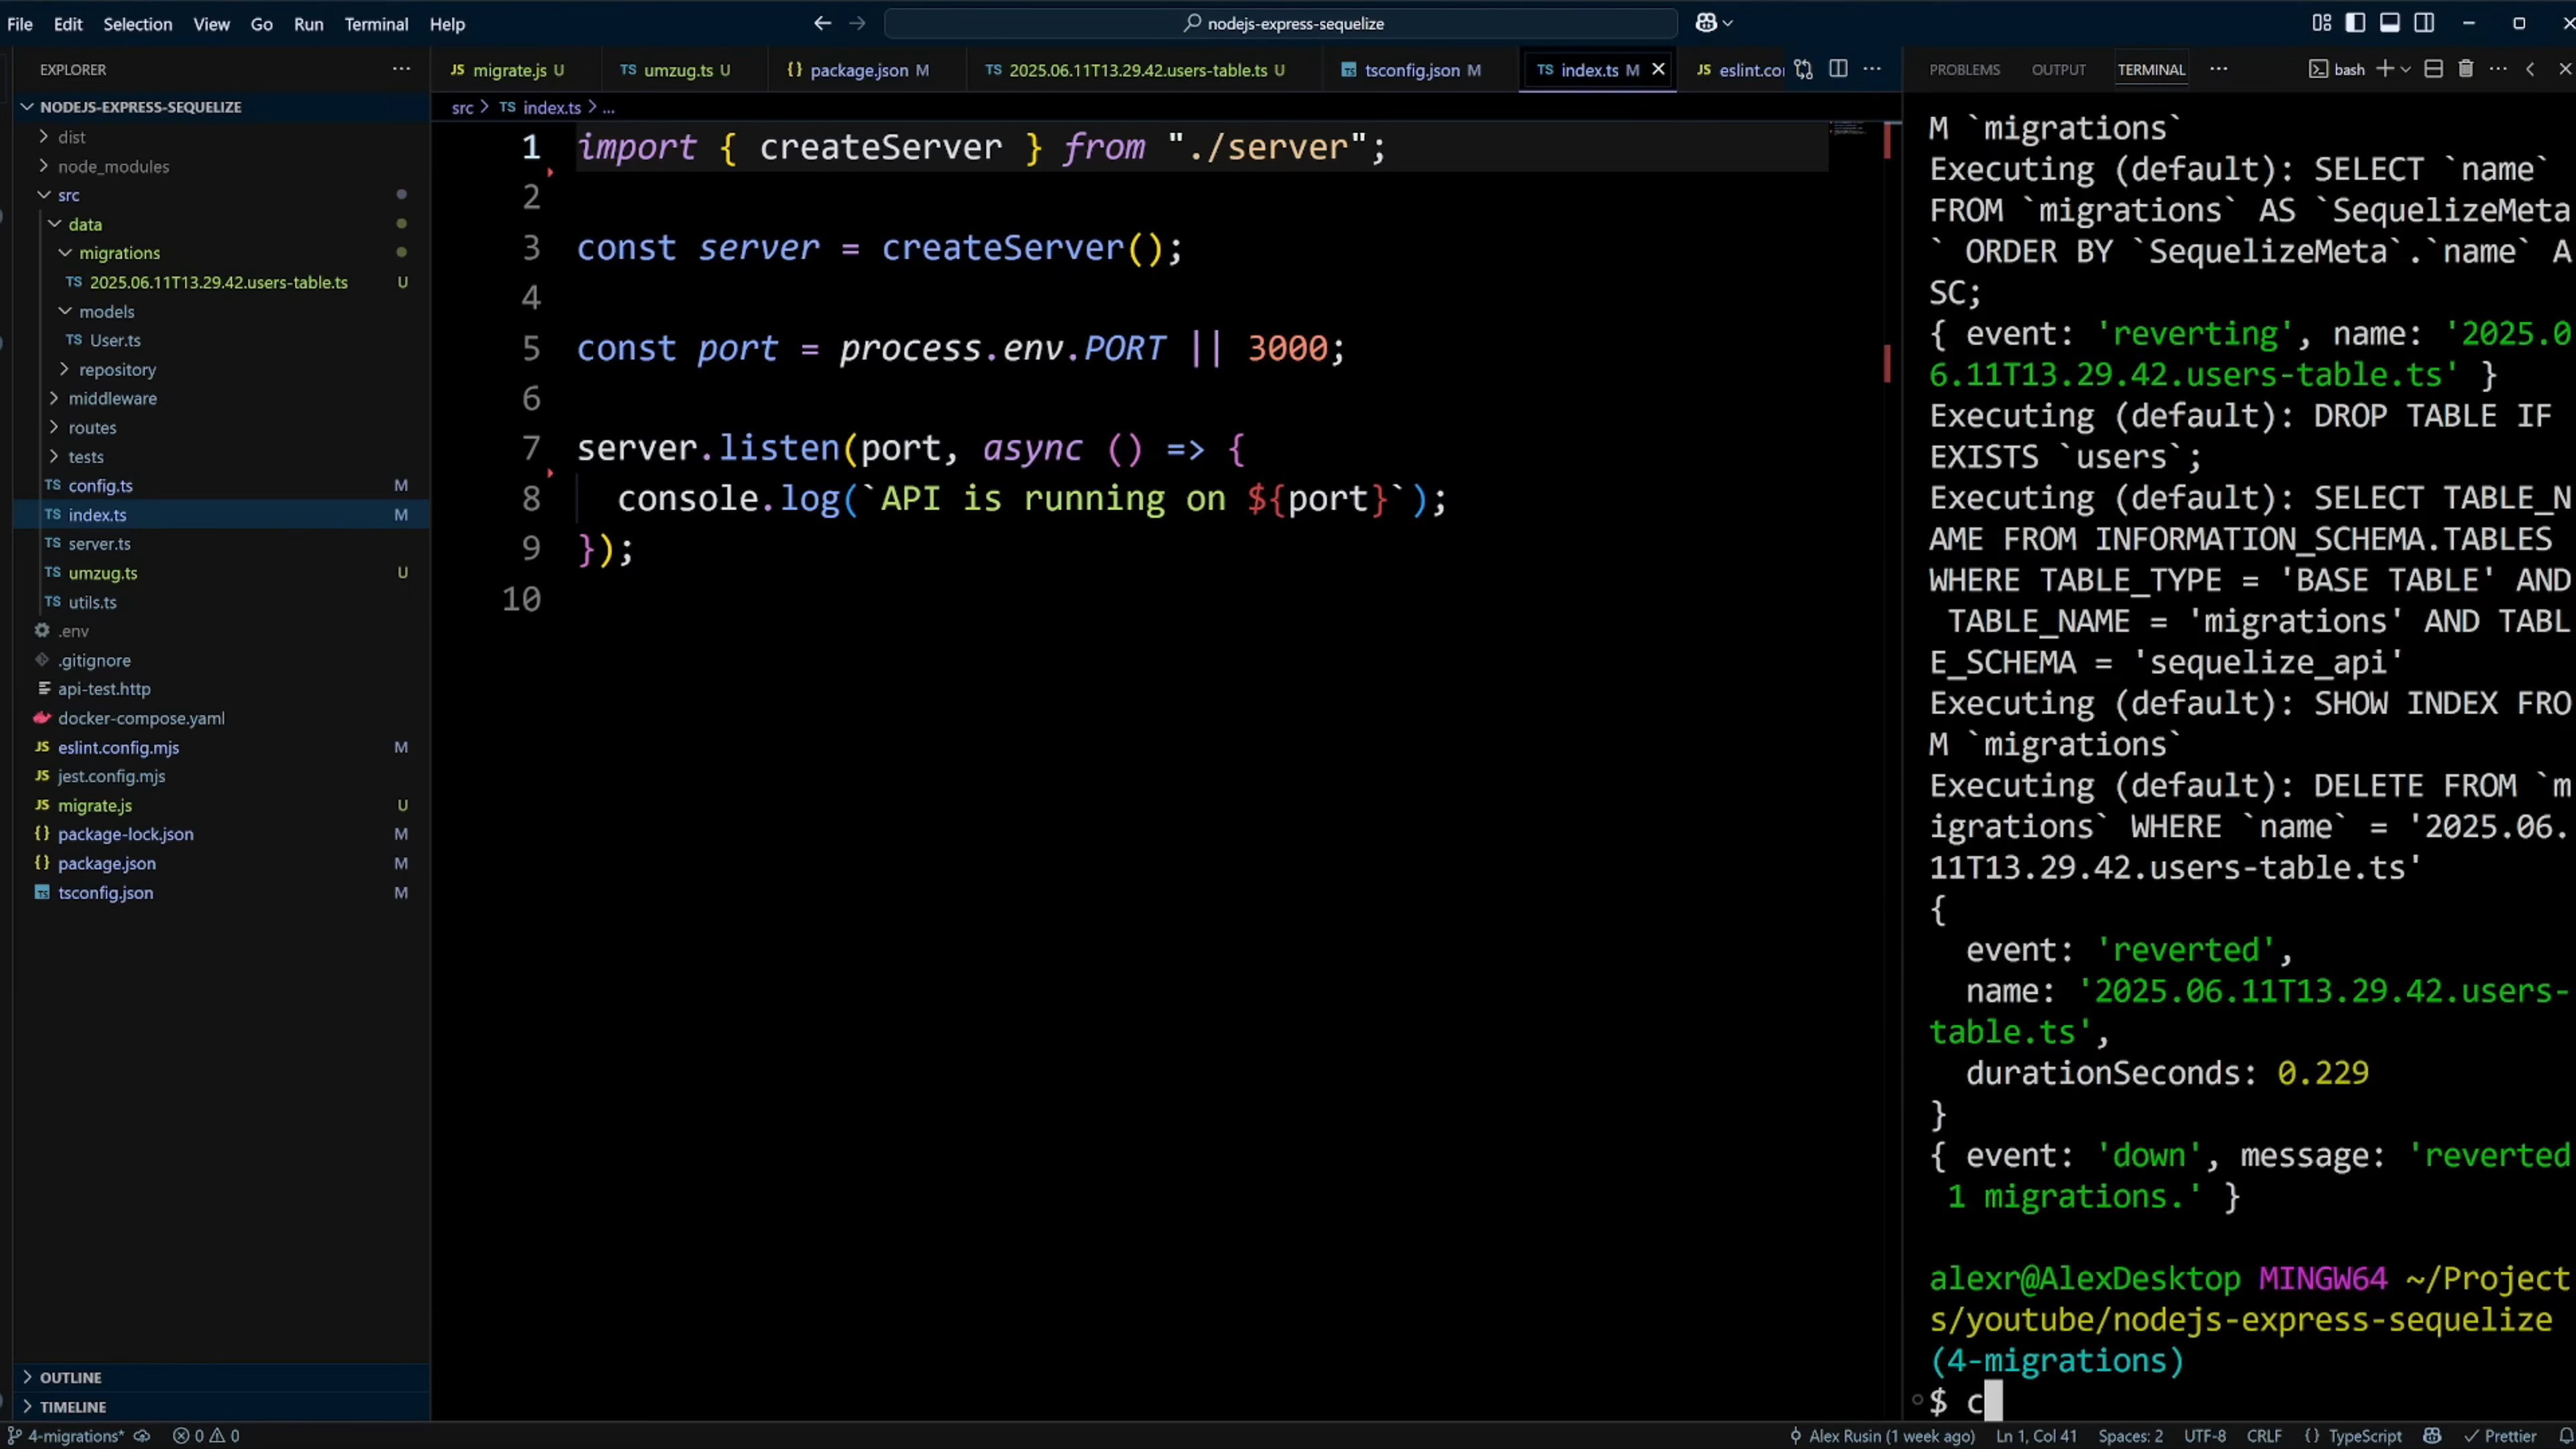 File Edit Selection View Go Run Terminal Help
nodejs-express-sequelize
EXPLORER
NODEJS-EXPRESS-SEQUELIZE
dist
node_modules
src
data
migrations
TS 2025.06.11T13.29.42.users-table.ts U
models
TS User.ts
repository
middleware
routes
tests
TS config.ts M
TS index.ts M
TS server.ts
TS umzug.ts U
TS utils.ts
.env
.gitignore
api-test.http
docker-compose.yaml
JS eslint.config.mjs M
JS jest.config.mjs
JS migrate.js U
{} package-lock.json M
{} package.json M
TS tsconfig.json M
OUTLINE
TIMELINE
JS migrate.js U TS umzug.ts U {} package.json M TS 2025.06.11T13.29.42.users-table.ts U TS tsconfig.json M TS index.ts M JS eslint.con
src > TS index.ts > ...
1 import { createServer } from "./server";
2
3 const server = createServer();
4
5 const port = process.env.PORT || 3000;
6
7 server.listen(port, async () => {
8 console.log(`API is running on ${port}`);
9 });
10
PROBLEMS OUTPUT TERMINAL ··· bash
M `migrations`
Executing (default): SELECT `name`
FROM `migrations` AS `SequelizeMeta
` ORDER BY `SequelizeMeta`.`name` A
SC;
{ event: 'reverting', name: '2025.0
6.11T13.29.42.users-table.ts' }
Executing (default): DROP TABLE IF
EXISTS `users`;
Executing (default): SELECT TABLE_N
AME FROM INFORMATION_SCHEMA.TABLES
WHERE TABLE_TYPE = 'BASE TABLE' AND
TABLE_NAME = 'migrations' AND TABL
E_SCHEMA = 'sequelize_api'
Executing (default): SHOW INDEX FRO
M `migrations`
Executing (default): DELETE FROM `m
igrations` WHERE `name` = '2025.06.
11T13.29.42.users-table.ts'
{
event: 'reverted',
name: '2025.06.11T13.29.42.users-
table.ts',
durationSeconds: 0.229
}
{ event: 'down', message: 'reverted
1 migrations.' }
alexr@AlexDesktop MINGW64 ~/Project
s/youtube/nodejs-express-sequelize
(4-migrations)
$ c
4-migrations* 0 0 Alex Rusin (1 week ago) Ln 1, Col 41 Spaces: 2 UTF-8 CRLF {} TypeScript Prettier